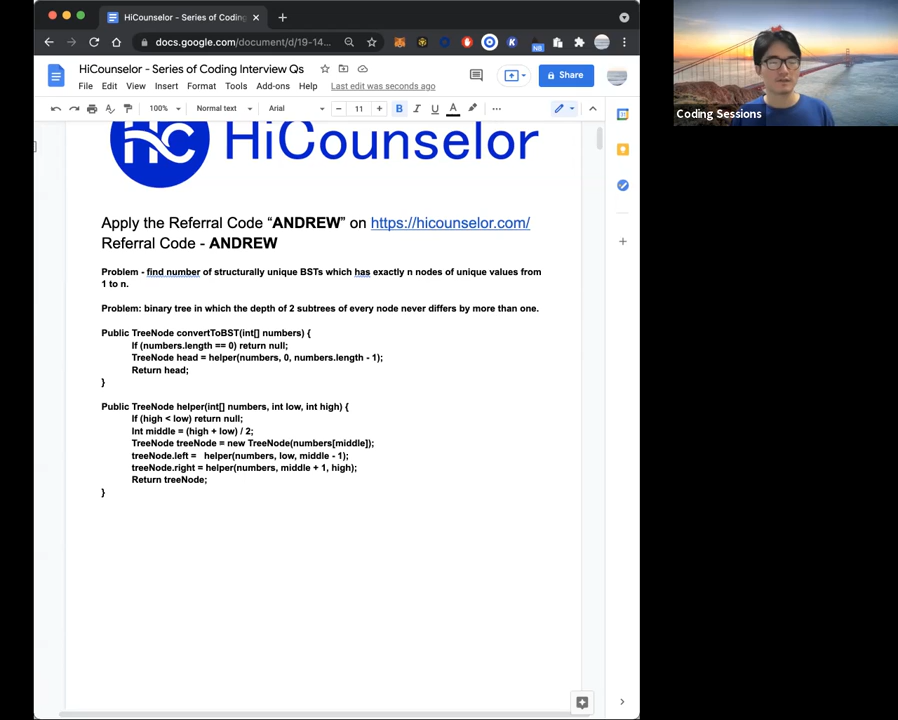 HiCounselor - Series of Coding
docs.google.com/document/d/19-14...
NB
HiCounselor - Series of Coding Interview Qs
Share
File Edit View Insert Format Tools Add-ons Help Last edit was seconds ago
100% Normal text Arial 11 B I U A
Coding Sessions
HC HiCounselor
Apply the Referral Code “ANDREW” on https://hicounselor.com/
Referral Code - ANDREW
Problem - find number of structurally unique BSTs which has exactly n nodes of unique values from
1 to n.
Problem: binary tree in which the depth of 2 subtrees of every node never differs by more than one.
Public TreeNode convertToBST(int[] numbers) {
If (numbers.length == 0) return null;
TreeNode head = helper(numbers, 0, numbers.length - 1);
Return head;
}
Public TreeNode helper(int[] numbers, int low, int high) {
If (high < low) return null;
Int middle = (high + low) / 2;
TreeNode treeNode = new TreeNode(numbers[middle]);
treeNode.left = helper(numbers, low, middle - 1);
treeNode.right = helper(numbers, middle + 1, high);
Return treeNode;
}